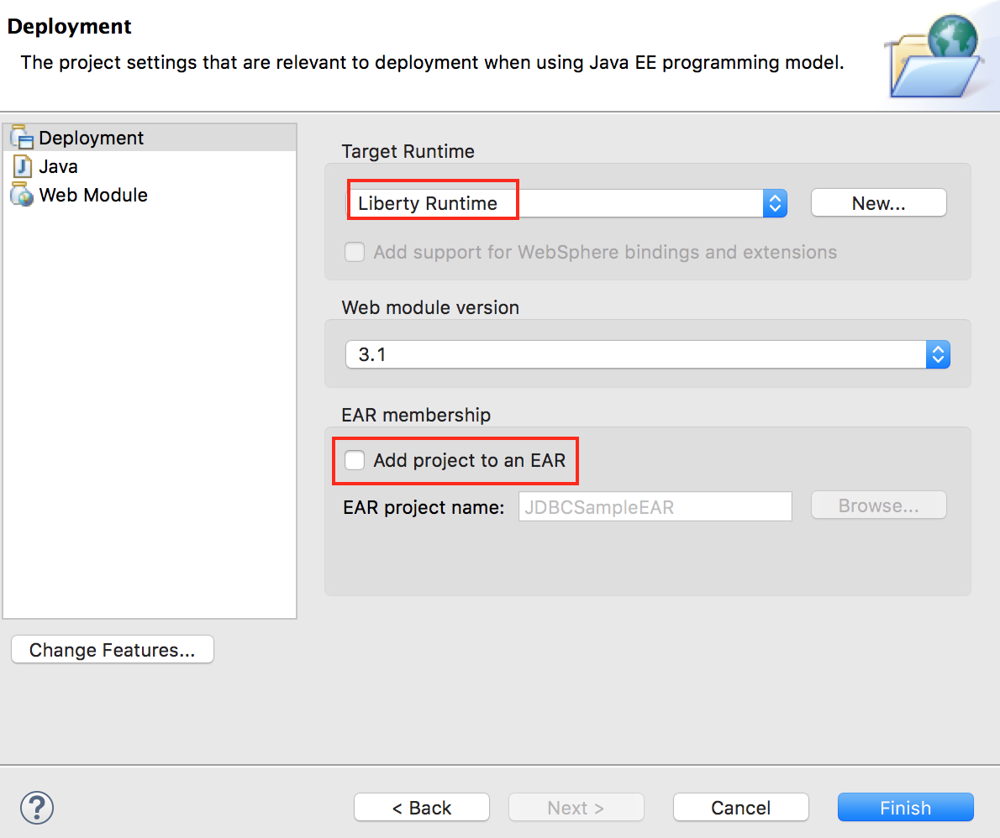 Deployment
The project settings that are relevant to deployment when using Java EE programming model.
Deployment
Java
Web Module
Change Features...
Target Runtime
Liberty Runtime
New...
Add support for WebSphere bindings and extensions
Web module version
3.1
EAR membership
Add project to an EAR
EAR project name: JDBCSampleEAR Browse...
? < Back Next > Cancel Finish